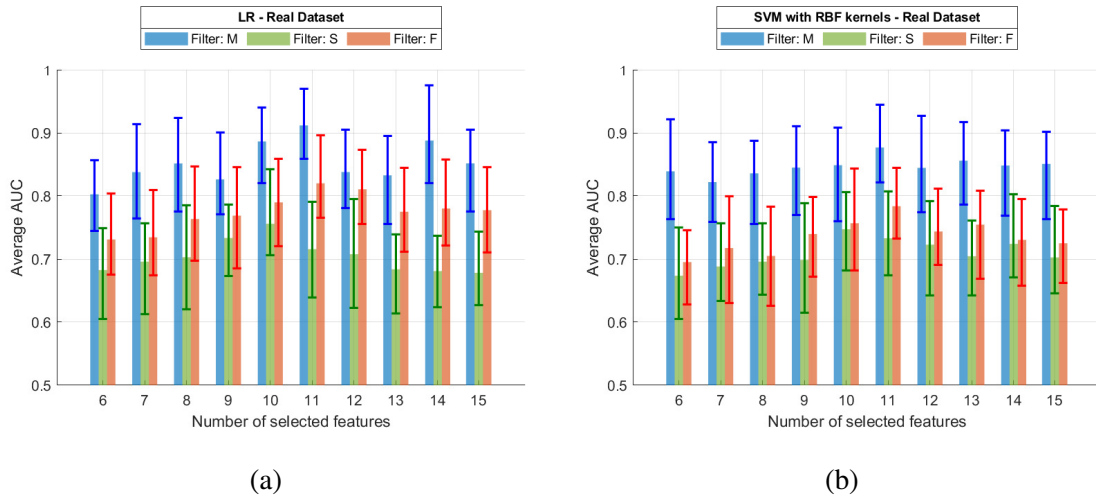 LR - Real Dataset
Filter: M Filter: S Filter: F
1
0.9
0.8
0.7
0.6
0.5
Average AUC
6 7 8 9 10 11 12 13 14 15
Number of selected features
(a)
SVM with RBF kernels - Real Dataset
Filter: M Filter: S Filter: F
1
0.9
0.8
0.7
0.6
0.5
Average AUC
6 7 8 9 10 11 12 13 14 15
Number of selected features
(b)